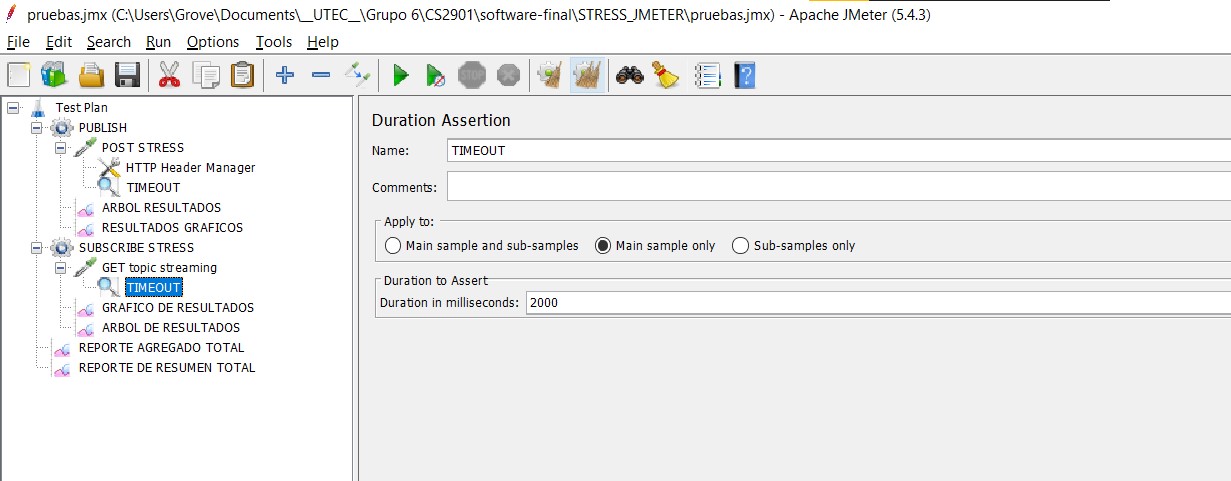 pruebas.jmx (C:\Users\Grove\Documents\__UTEC__\Grupo 6\CS2901\software-final\STRESS_JMETER\pruebas.jmx) - Apache JMeter (5.4.3)
File Edit Search Run Options Tools Help
STOP
?
Test Plan
PUBLISH
POST STRESS
HTTP Header Manager
TIMEOUT
ARBOL RESULTADOS
RESULTADOS GRAFICOS
SUBSCRIBE STRESS
GET topic streaming
TIMEOUT
GRAFICO DE RESULTADOS
ARBOL DE RESULTADOS
REPORTE AGREGADO TOTAL
REPORTE DE RESUMEN TOTAL
Duration Assertion
Name: TIMEOUT
Comments:
Apply to:
Main sample and sub-samples Main sample only Sub-samples only
Duration to Assert
Duration in milliseconds: 2000